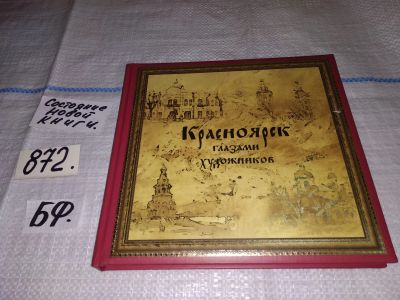 Состояние
новой
книги.
872.
БФ.
Красноярск
глазами
художников